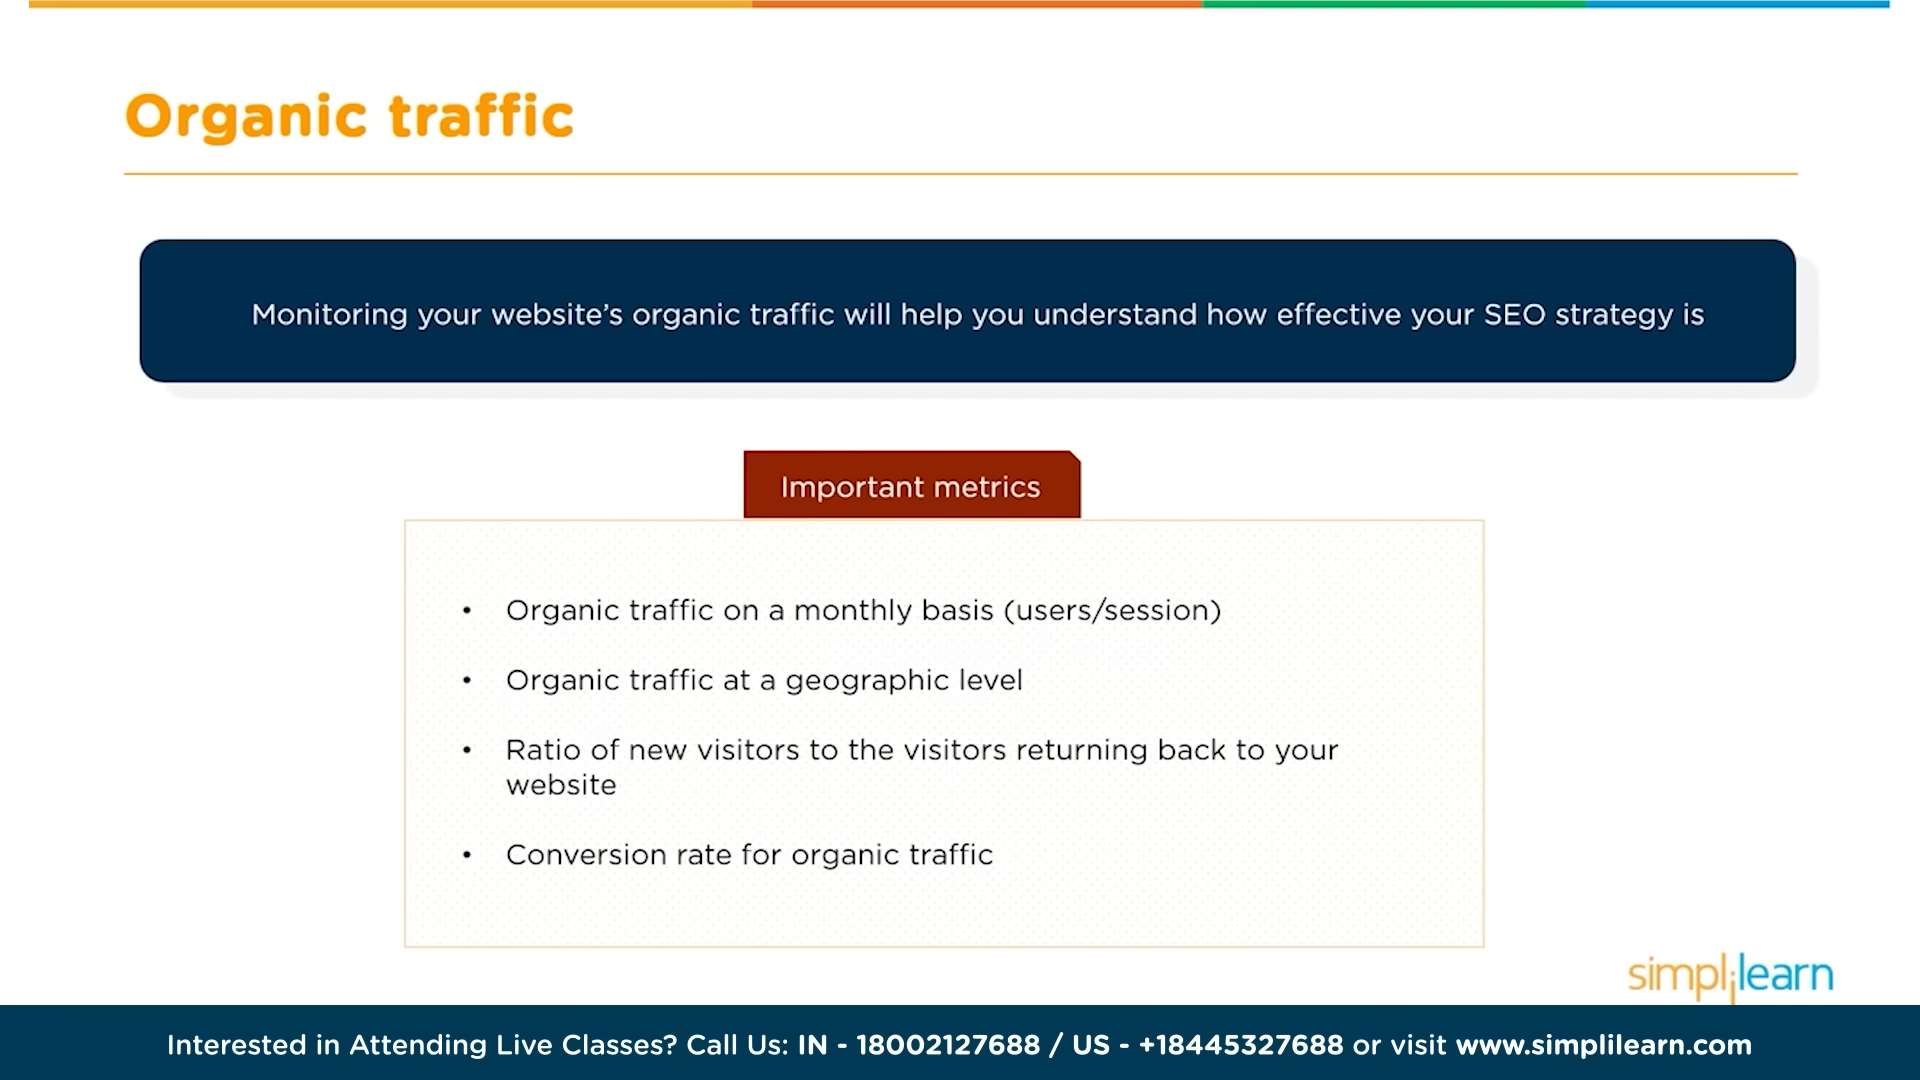 Organic traffic
Monitoring your website’s organic traffic will help you understand how effective your SEO strategy is
Important metrics
• Organic traffic on a monthly basis (users/session)
• Organic traffic at a geographic level
• Ratio of new visitors to the visitors returning back to your
website
• Conversion rate for organic traffic
simplilearn
Interested in Attending Live Classes? Call Us: IN - 18002127688 / US - +18445327688 or visit www.simplilearn.com